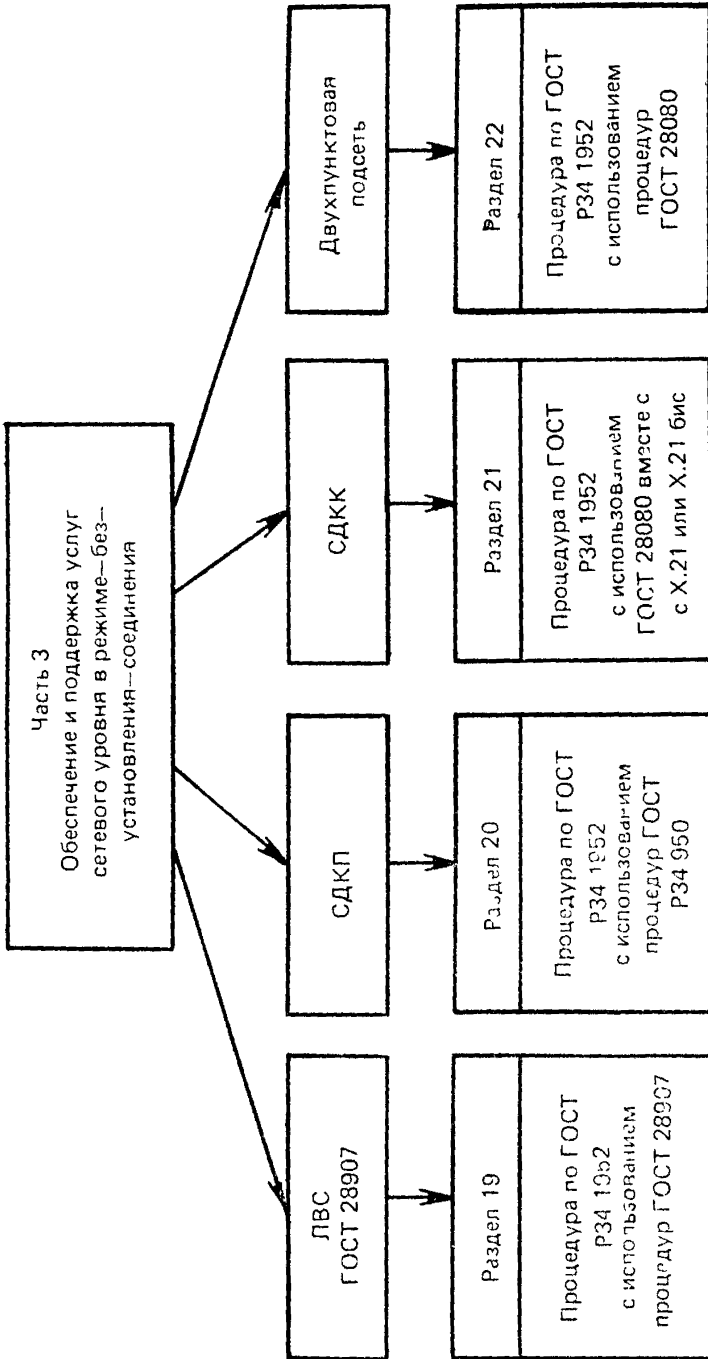 Часть 3
Обеспечение и поддержка услуг
сетевого уровня в режиме—без—
установления—соединения
ЛВС
ГОСТ 28907
СДКП
СДКК
Двухпунктовая
подсеть
Раздел 19
Процедура по ГОСТ
Р34 1952
с использованием
процедур ГОСТ 28907
Раздел 20
Процедура по ГОСТ
Р34 1952
с использованием
процедур ГОСТ
Р34 950
Раздел 21
Процедура по ГОСТ
Р34 1952
с использованием
ГОСТ 28080 вместе с
с X.21 или X.21 бис
Раздел 22
Процедура по ГОСТ
Р34 1952
с использованием
процедур
ГОСТ 28080